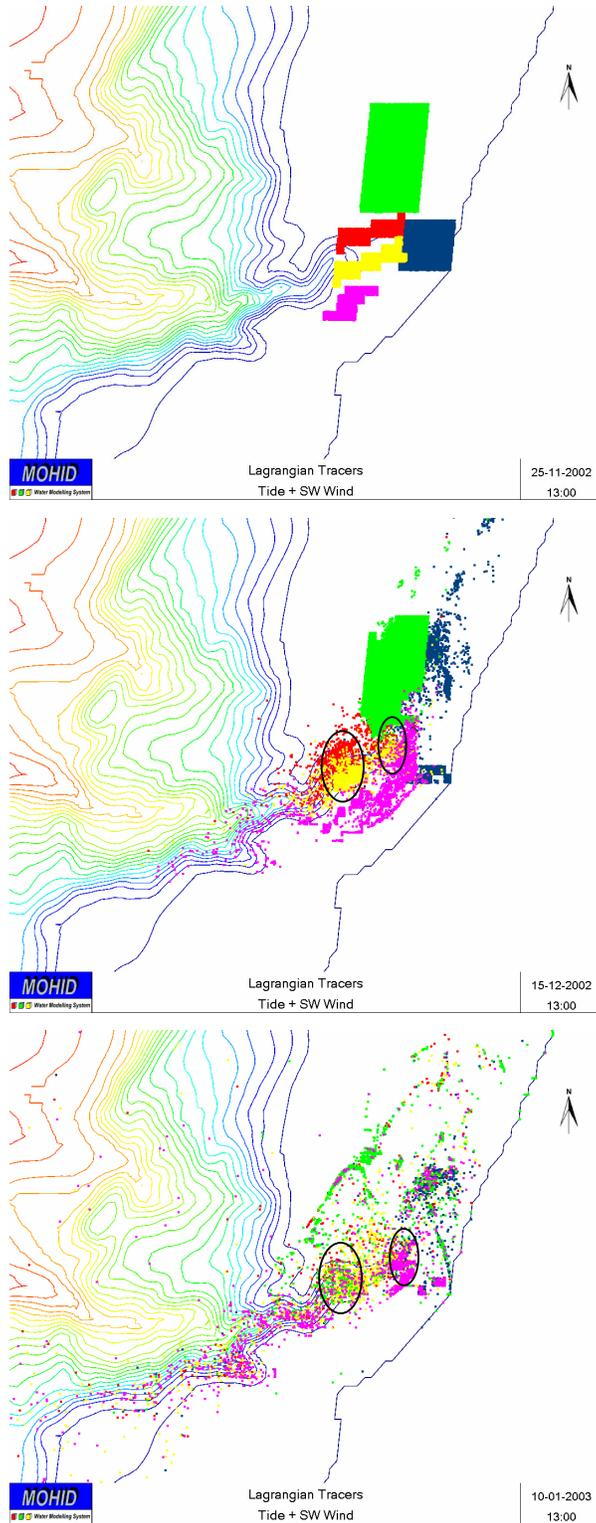 N
MOHID
Water Modelling System
Lagrangian Tracers
Tide + SW Wind
25-11-2002
13:00
N
MOHID
Water Modelling System
Lagrangian Tracers
Tide + SW Wind
15-12-2002
13:00
N
MOHID
Water Modelling System
Lagrangian Tracers
Tide + SW Wind
10-01-2003
13:00